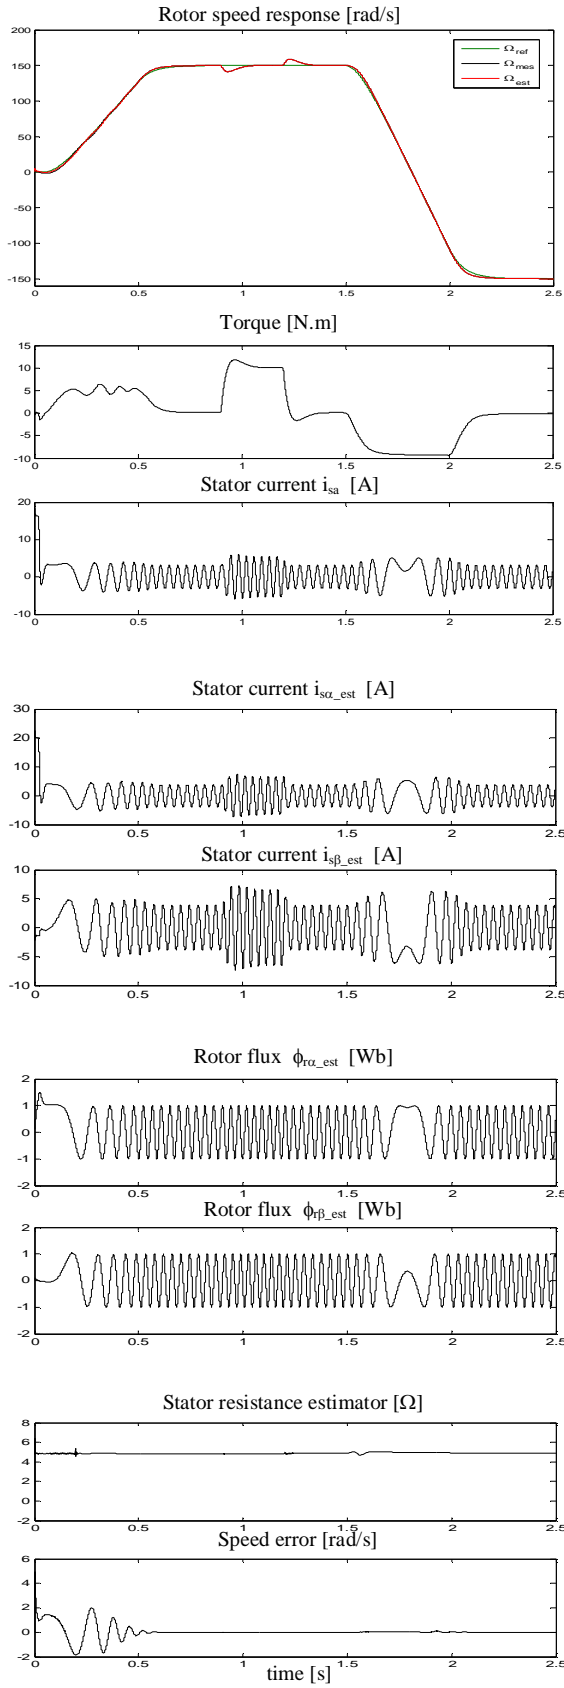 Rotor speed response [rad/s]
200
150
100
50
0
-50
-100
-150
Ω ref
Ω mes
Ω est
0 0.5 1 1.5 2 2.5
Torque [N.m]
15
10
5
0
-5
-10
0 0.5 1 1.5 2 2.5
Stator current isa [A]
20
10
0
-10
0 0.5 1 1.5 2 2.5
Stator current isα_est [A]
30
20
10
0
-10
0 0.5 1 1.5 2 2.5
Stator current isβ_est [A]
10
5
0
-5
-10
0 0.5 1 1.5 2 2.5
Rotor flux ϕrα_est [Wb]
2
1
0
-1
-2
0 0.5 1 1.5 2 2.5
Rotor flux ϕrβ_est [Wb]
2
1
0
-1
-2
0 0.5 1 1.5 2 2.5
Stator resistance estimator [Ω]
8
6
4
2
0
-2
0 0.5 1 1.5 2 2.5
Speed error [rad/s]
6
4
2
0
-2
0 0.5 1 1.5 2 2.5
time [s]